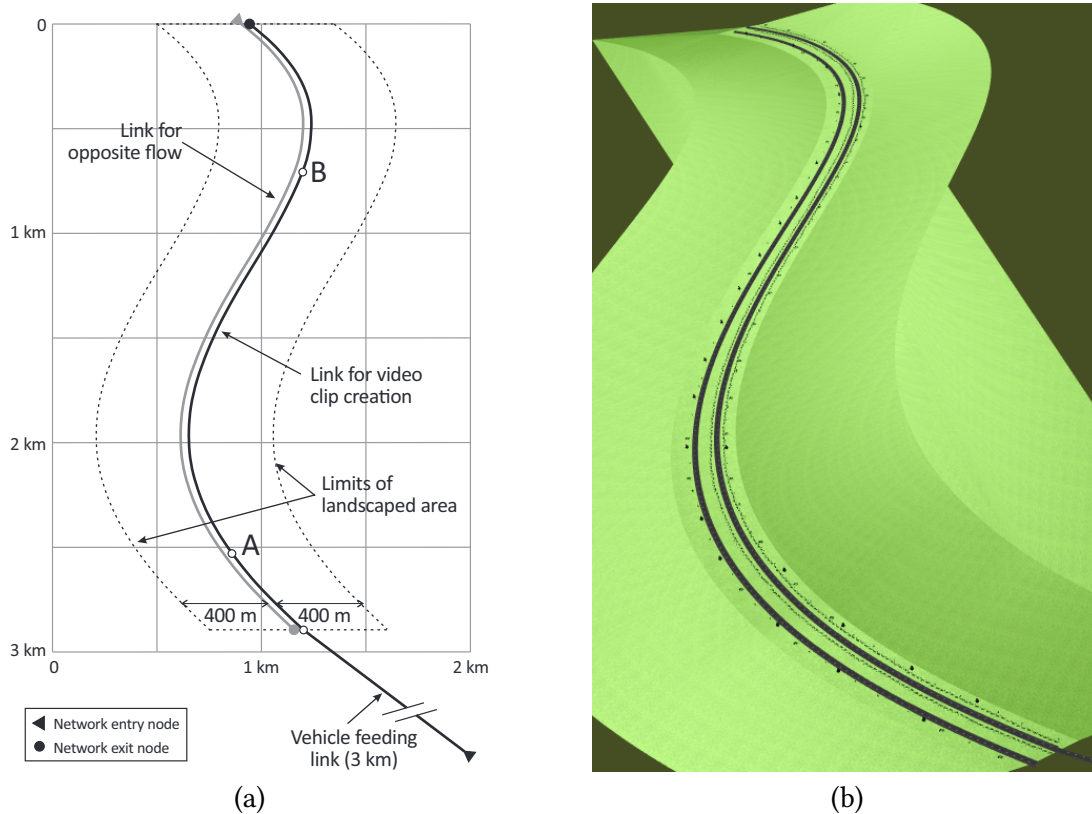 0
Link for
opposite flow
B
1 km
Link for video
clip creation
2 km
Limits of
landscaped area
A
400 m
400 m
3 km
0
1 km
2 km
Network entry node
Network exit node
Vehicle feeding
link (3 km)
(a)
(b)